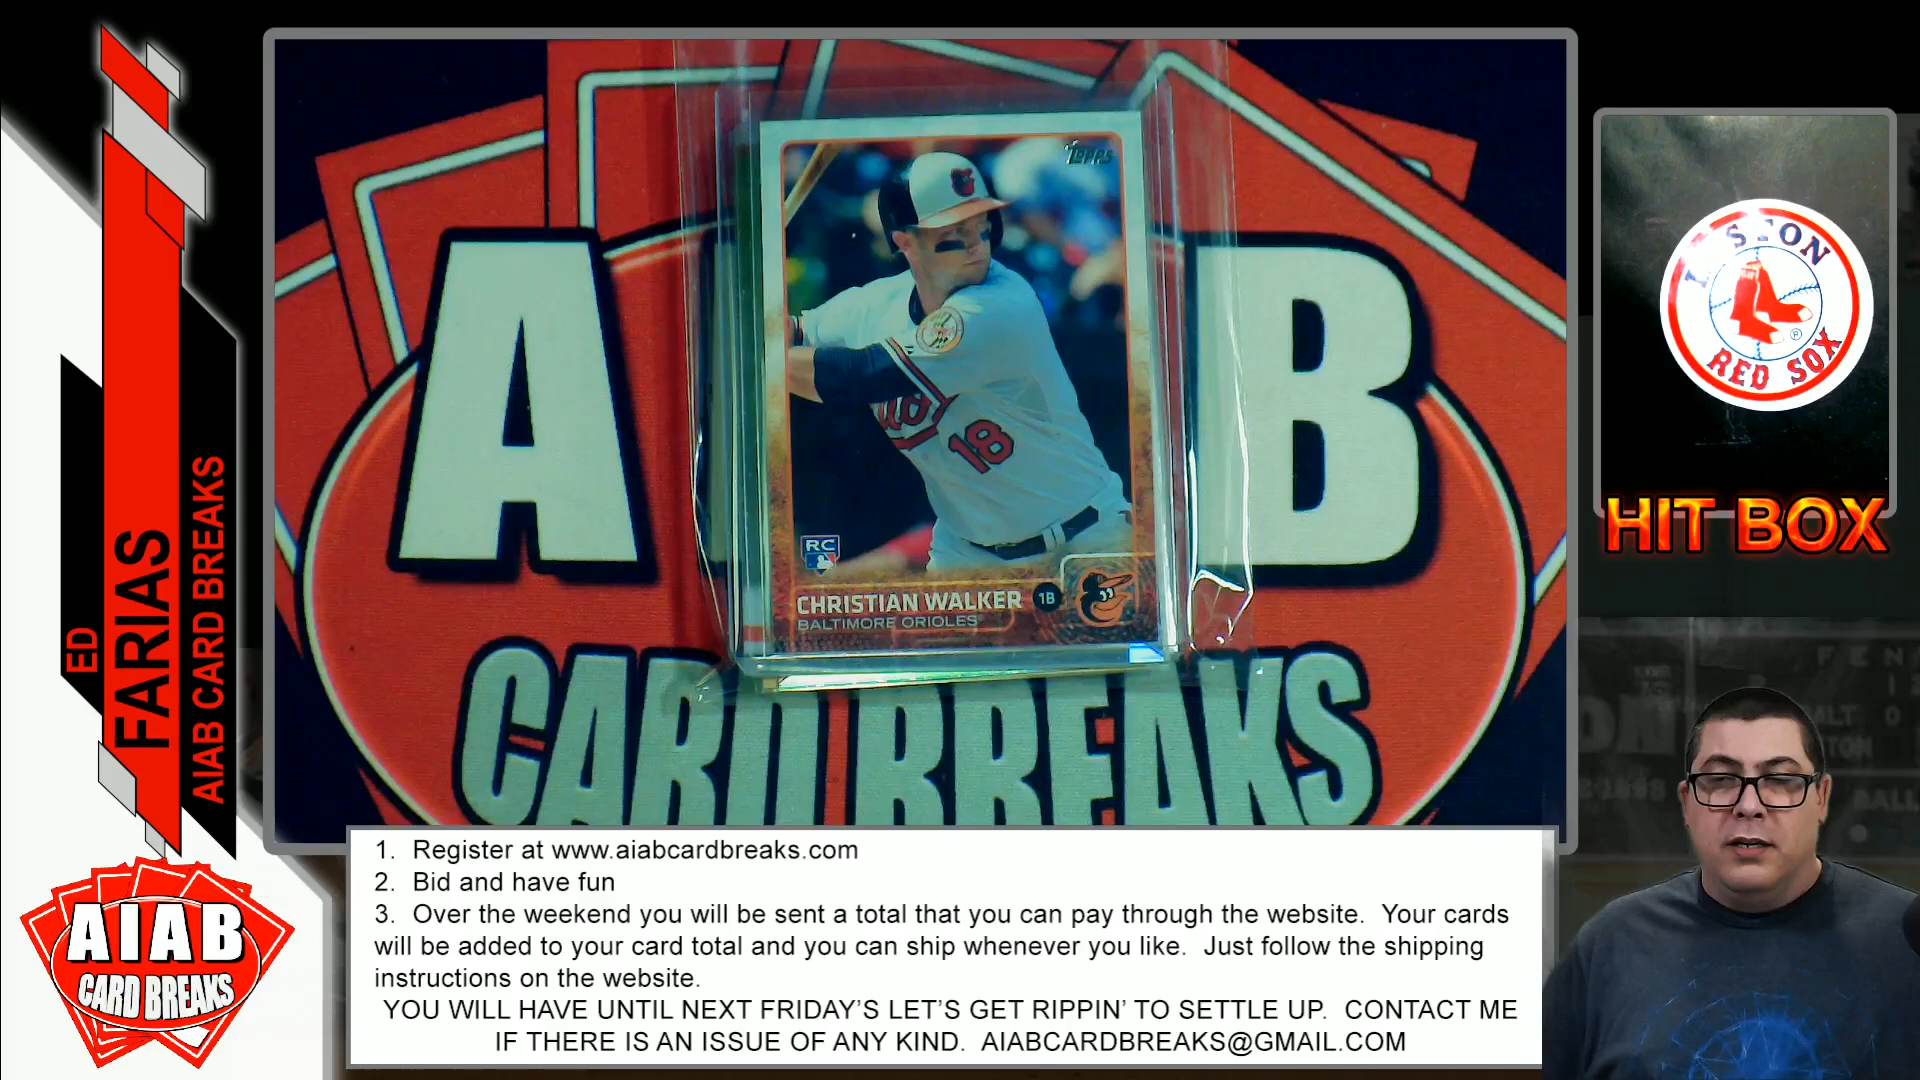 ED
FARIAS
AIAB CARD BREAKS
AIAB
CARD BREAKS
A
B
CARD BREAKS
Topps
18
RC
CHRISTIAN WALKER 1B
BALTIMORE ORIOLES
RED SOX
HIT BOX
1. Register at www.aiabcardbreaks.com
2. Bid and have fun
3. Over the weekend you will be sent a total that you can pay through the website. Your cards
will be added to your card total and you can ship whenever you like. Just follow the shipping
instructions on the website.
YOU WILL HAVE UNTIL NEXT FRIDAY'S LET'S GET RIPPIN' TO SETTLE UP. CONTACT ME
IF THERE IS AN ISSUE OF ANY KIND. AIABCARDBREAKS@GMAIL.COM